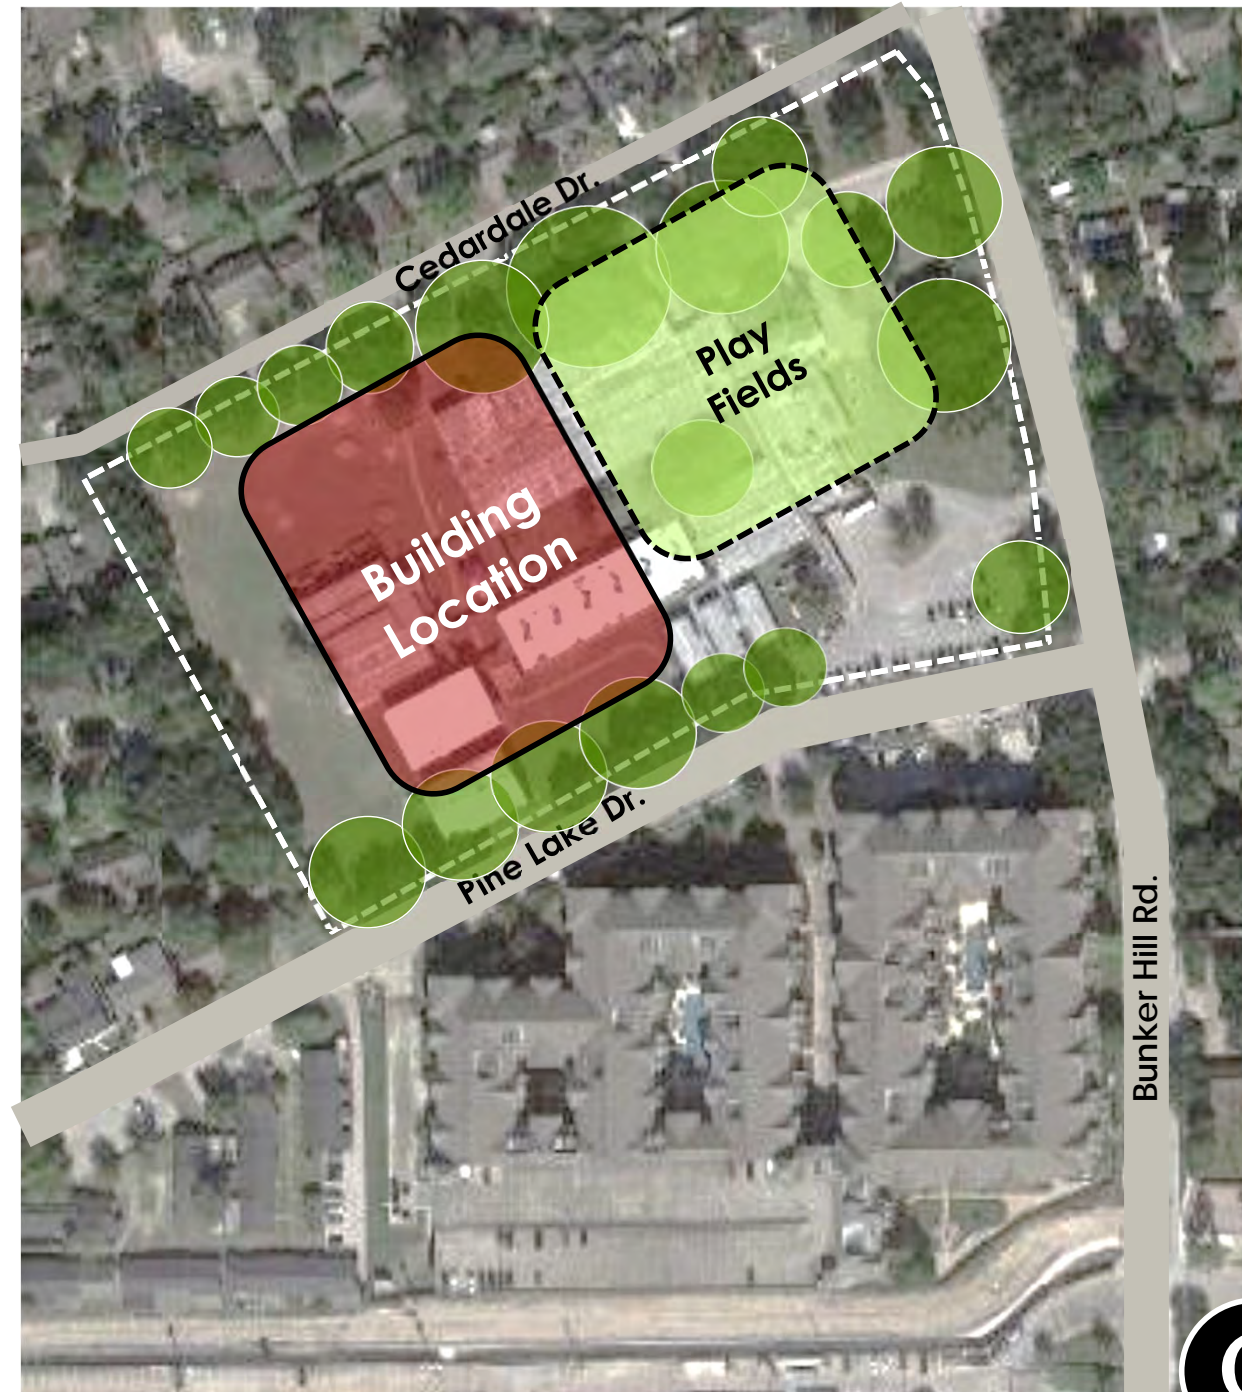 Cedardale Dr.
Play
Fields
Building
Location
Pine Lake Dr.
Bunker Hill Rd.